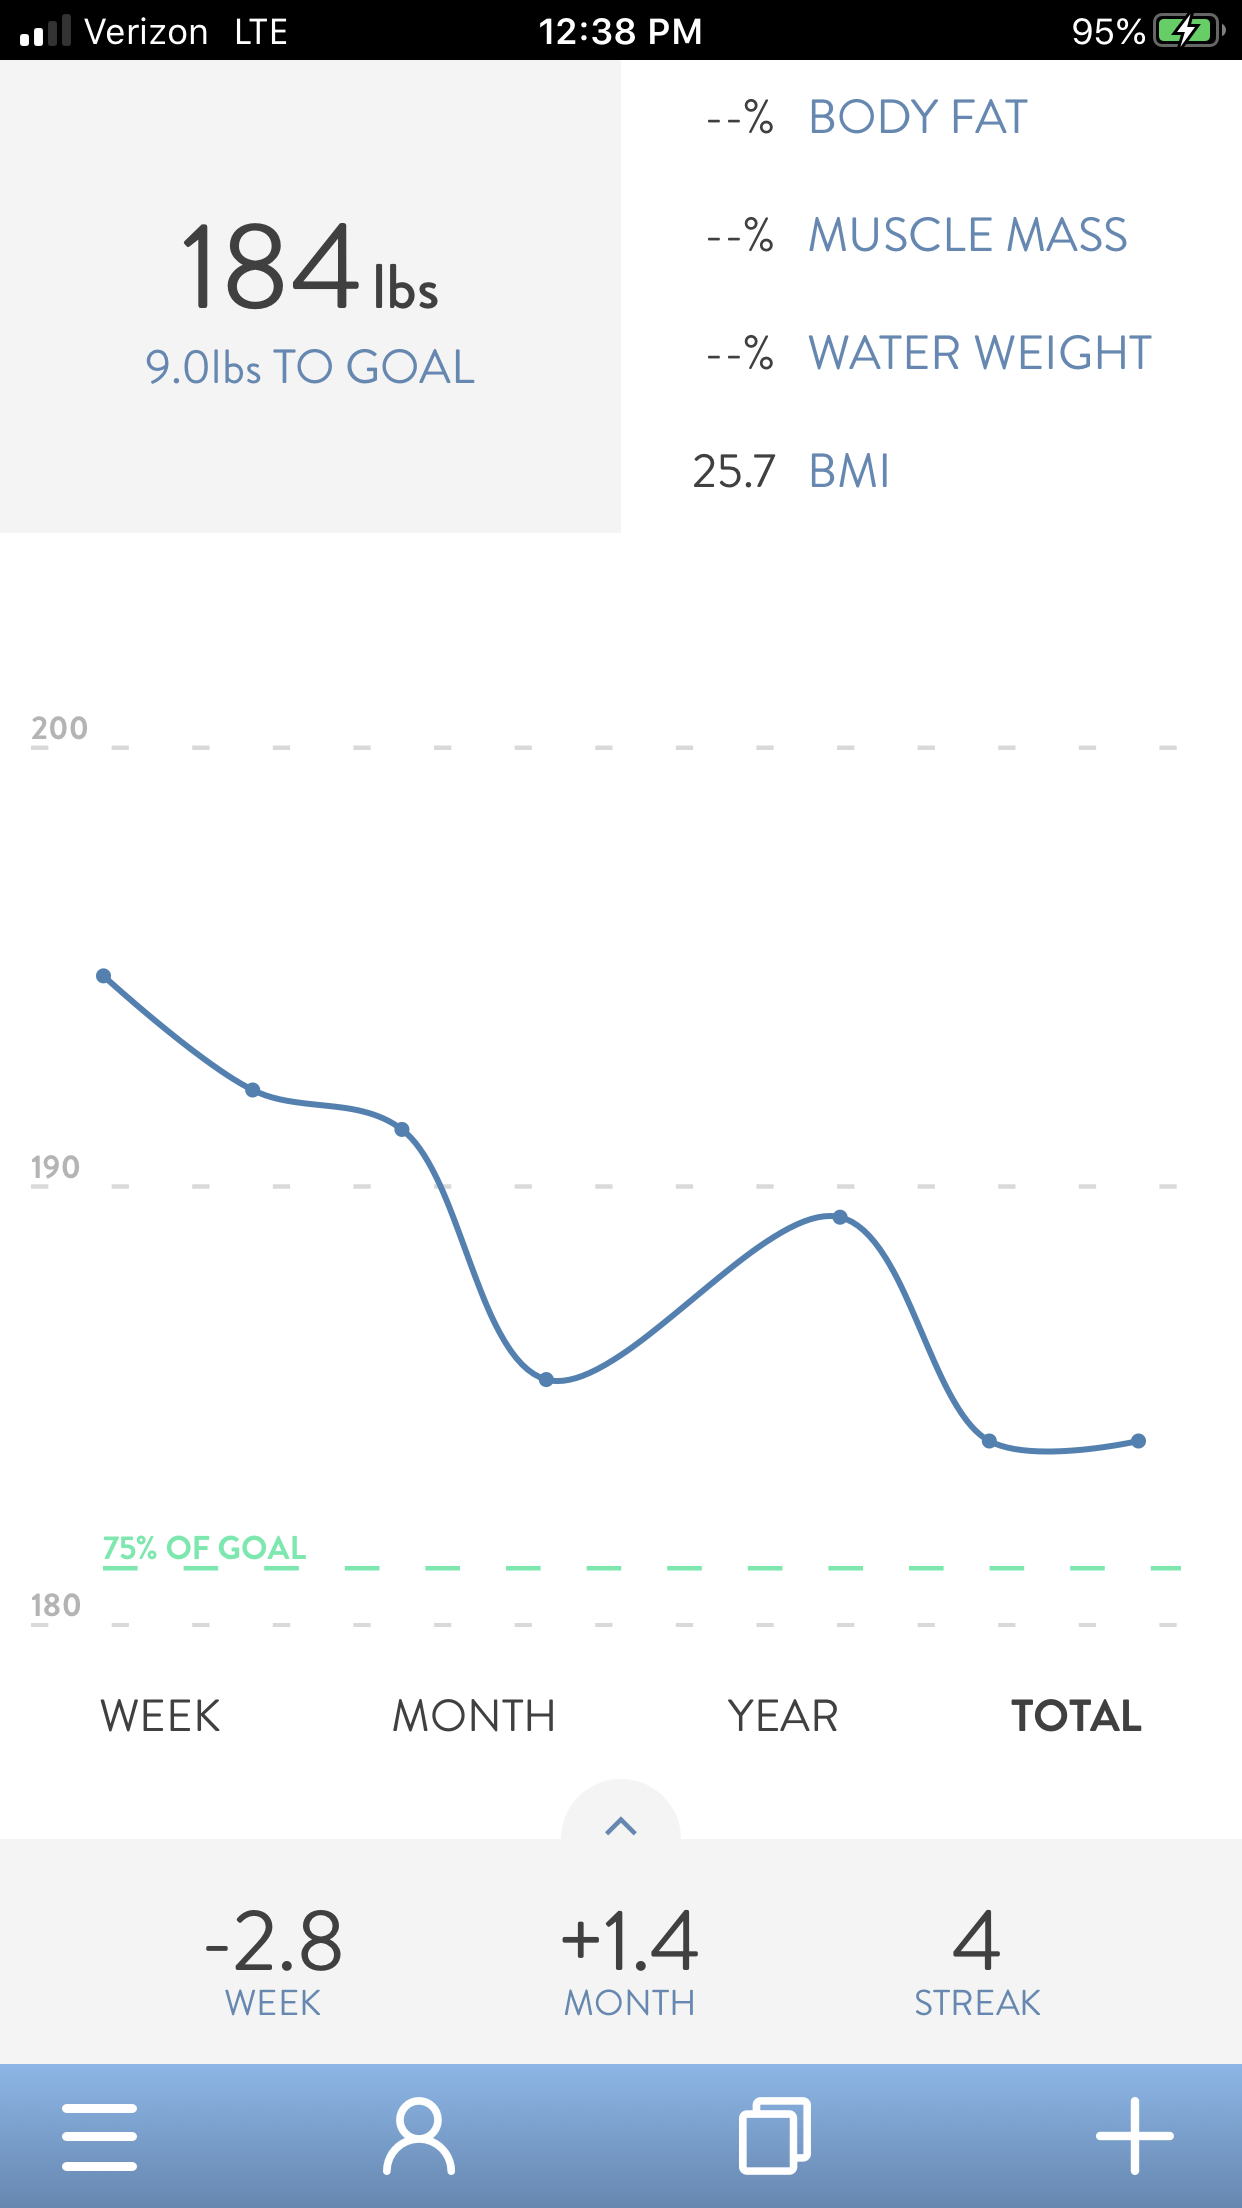 Verizon LTE 12:38 PM 95%
184 lbs
9.0lbs TO GOAL
--% BODY FAT
--% MUSCLE MASS
--% WATER WEIGHT
25.7 BMI
200
190
75% OF GOAL
180
WEEK MONTH YEAR TOTAL
-2.8 +1.4 4
WEEK MONTH STREAK